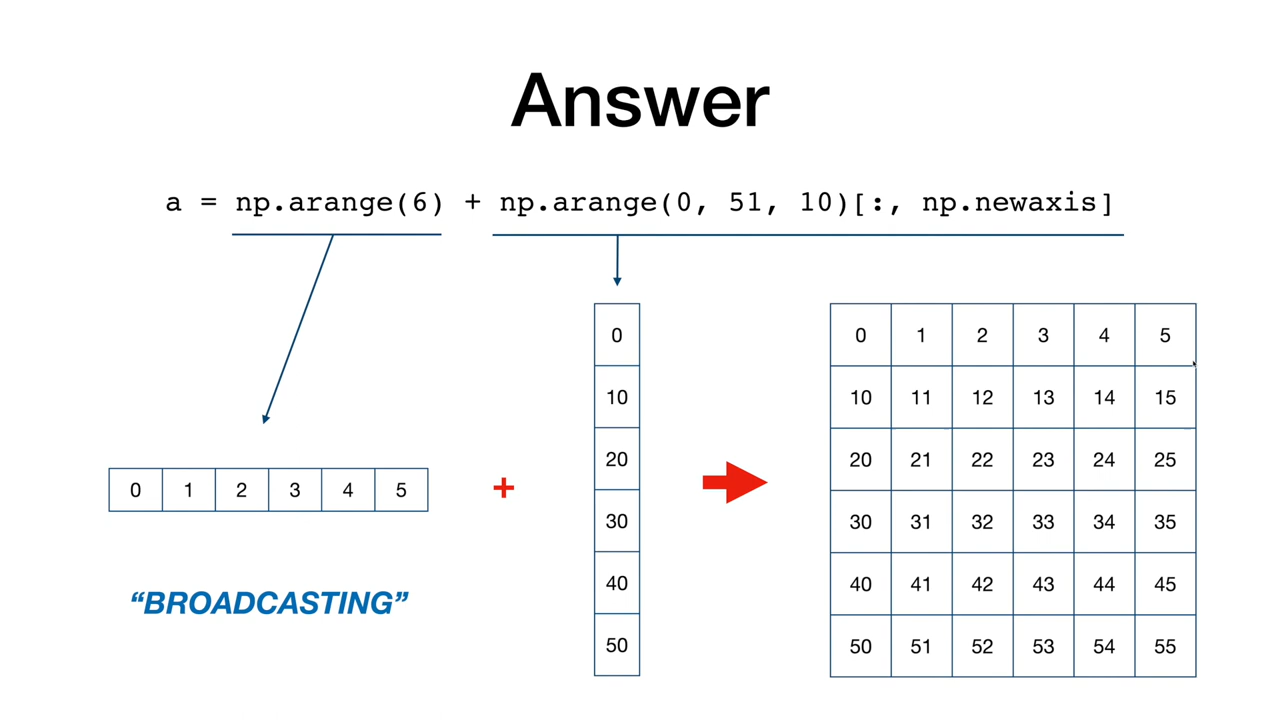 Answer
a = np.arange(6) + np.arange(0, 51, 10)[:, np.newaxis]
0 1 2 3 4 5
+
0
10
20
30
40
50
0 1 2 3 4 5
10 11 12 13 14 15
20 21 22 23 24 25
30 31 32 33 34 35
40 41 42 43 44 45
50 51 52 53 54 55
“BROADCASTING”